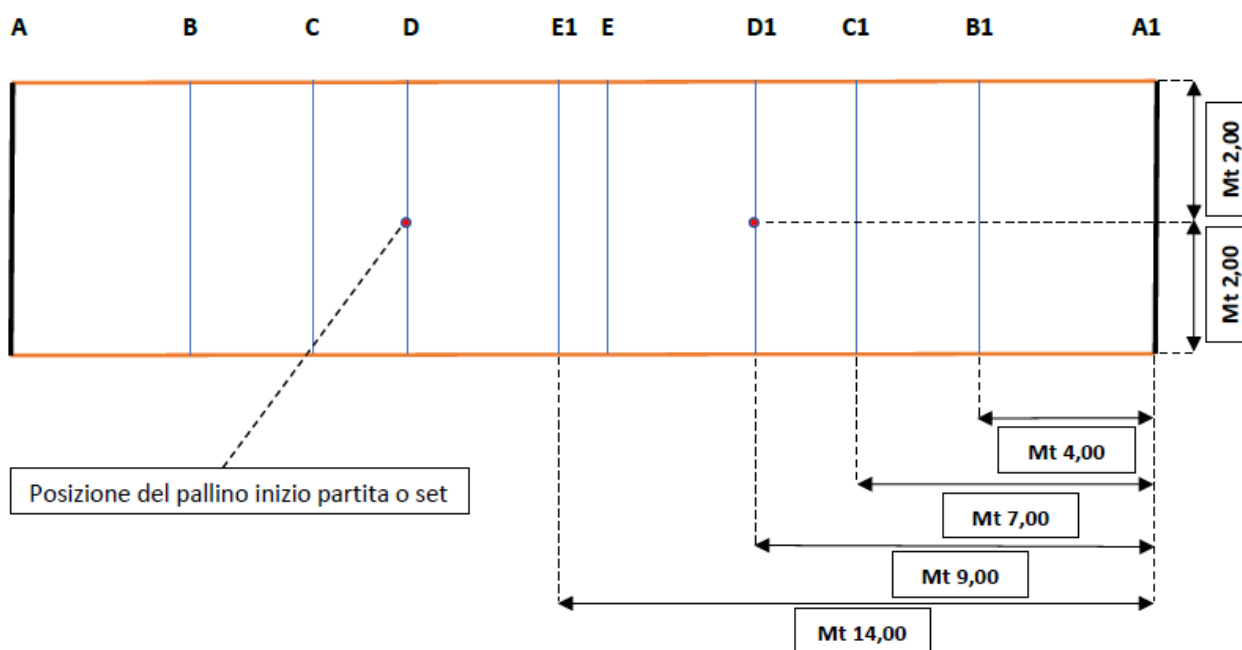 A B C D E1 E D1 C1 B1 A1
Mt 2,00
Mt 2,00
Mt 4,00
Posizione del pallino inizio partita o set
Mt 7,00
Mt 9,00
Mt 14,00